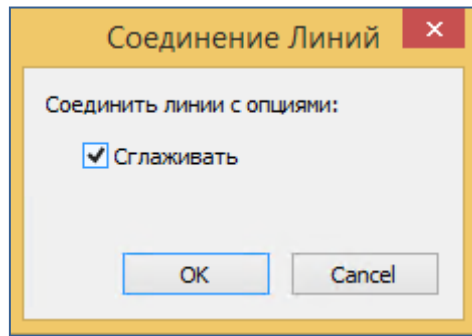 Соединение Линий
Соединить линии с опциями:
Сглаживать
OK
Cancel